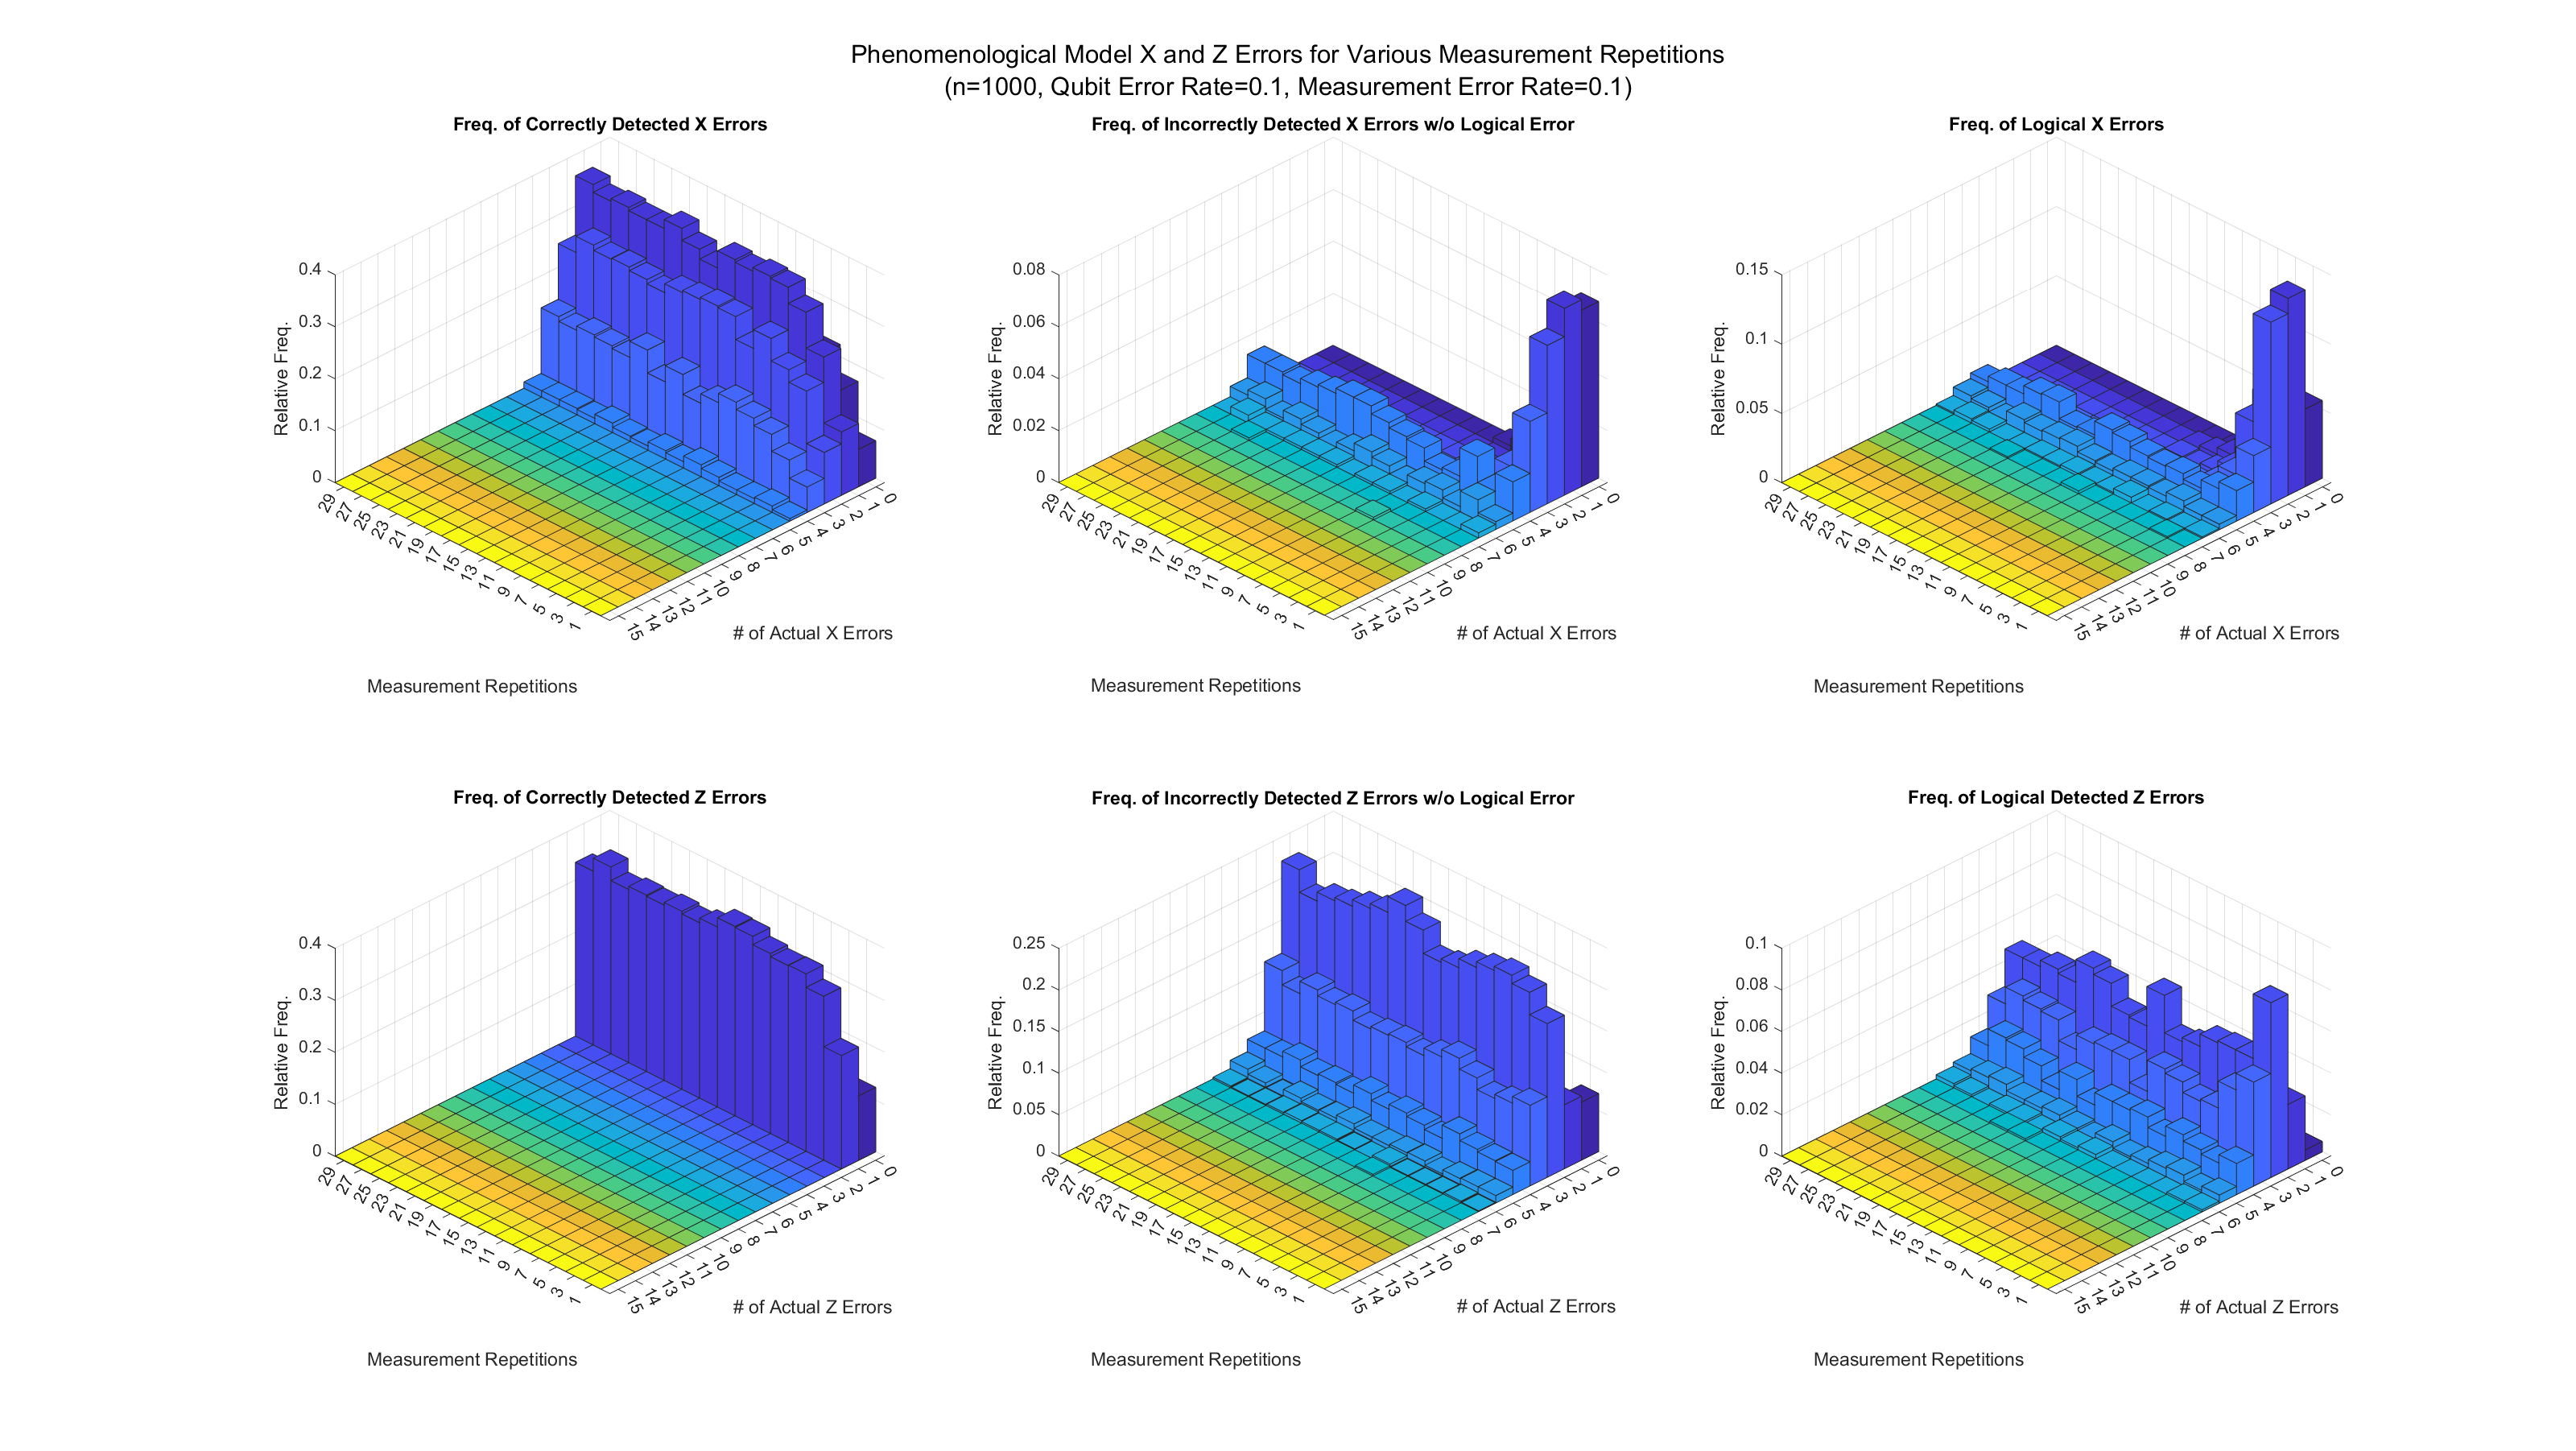 Phenomenological Model X and Z Errors for Various Measurement Repetitions
(n=1000, Qubit Error Rate=0.1, Measurement Error Rate=0.1)
Freq. of Correctly Detected X Errors
0.4
0.3
0.2
0.1
0
Relative Freq.
29 27 25 23 21 19 17 15 13 11 9 7 5 3 1
Measurement Repetitions
15 14 13 12 11 10 9 8 7 6 5 4 3 2 1 0
# of Actual X Errors
Freq. of Incorrectly Detected X Errors w/o Logical Error
0.08
0.06
0.04
0.02
0
Relative Freq.
29 27 25 23 21 19 17 15 13 11 9 7 5 3 1
Measurement Repetitions
15 14 13 12 11 10 9 8 7 6 5 4 3 2 1 0
# of Actual X Errors
Freq. of Logical X Errors
0.15
0.1
0.05
0
Relative Freq.
29 27 25 23 21 19 17 15 13 11 9 7 5 3 1
Measurement Repetitions
15 14 13 12 11 10 9 8 7 6 5 4 3 2 1 0
# of Actual X Errors
Freq. of Correctly Detected Z Errors
0.4
0.3
0.2
0.1
0
Relative Freq.
29 27 25 23 21 19 17 15 13 11 9 7 5 3 1
Measurement Repetitions
15 14 13 12 11 10 9 8 7 6 5 4 3 2 1 0
# of Actual Z Errors
Freq. of Incorrectly Detected Z Errors w/o Logical Error
0.25
0.2
0.15
0.1
0.05
0
Relative Freq.
29 27 25 23 21 19 17 15 13 11 9 7 5 3 1
Measurement Repetitions
15 14 13 12 11 10 9 8 7 6 5 4 3 2 1 0
# of Actual Z Errors
Freq. of Logical Detected Z Errors
0.1
0.08
0.06
0.04
0.02
0
Relative Freq.
29 27 25 23 21 19 17 15 13 11 9 7 5 3 1
Measurement Repetitions
15 14 13 12 11 10 9 8 7 6 5 4 3 2 1 0
# of Actual Z Errors